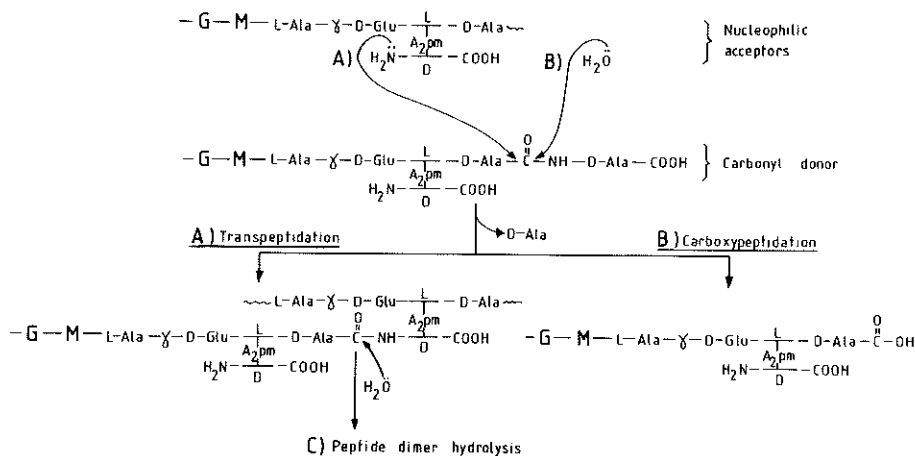 -G-M-L-Ala-ɣ-D-Glu-L-D-Ala
A₂pm
H₂N̈-D-COOH
A)
B)
H₂Ö
Nucleophilic
acceptors
O
-G-M-L-Ala-ɣ-D-Glu-L-D-Ala-C-NH-D-Ala-COOH
Carbonyl donor
A₂pm
H₂N-D-COOH
D-Ala
A) Transpeptidation
B) Carboxypeptidation
L-Ala-ɣ-D-Glu-L-D-Ala
A₂pm
O
-G-M-L-Ala-ɣ-D-Glu-L-D-Ala-C-NH-D-COOH
A₂pm
H₂N-D-COOH
H₂Ö
O
-G-M-L-Ala-ɣ-D-Glu-L-D-Ala-C-OH
A₂pm
H₂N-D-COOH
C) Peptide dimer hydrolysis